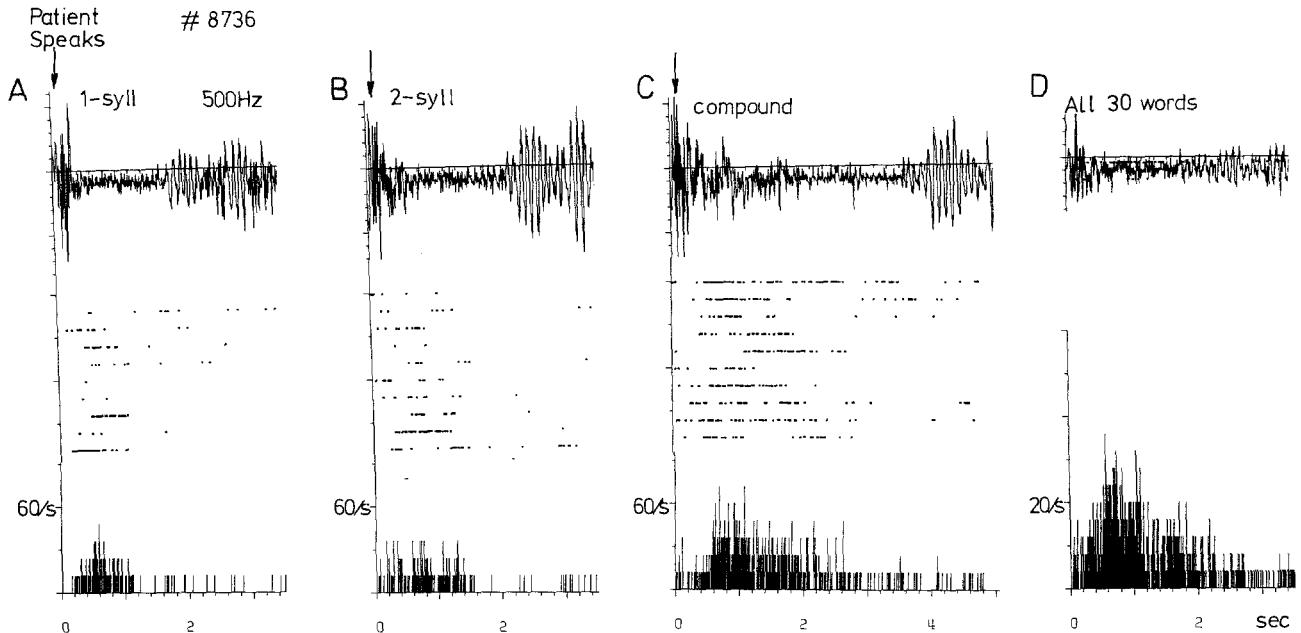 Patient
Speaks
# 8736
A 1-syll 500Hz
B 2-syll
C compound
D All 30 words
60/s
60/s
60/s
20/s
0 2
0 2
0 2 4
0 2 sec